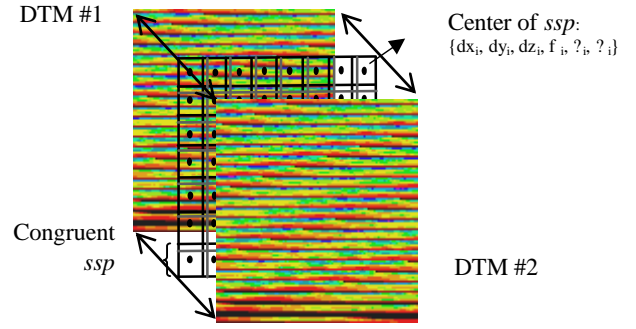 DTM #1
Center of ssp:
{dxᵢ, dyᵢ, dzᵢ, f ᵢ, ?ᵢ, ? ᵢ}
Congruent
ssp
DTM #2